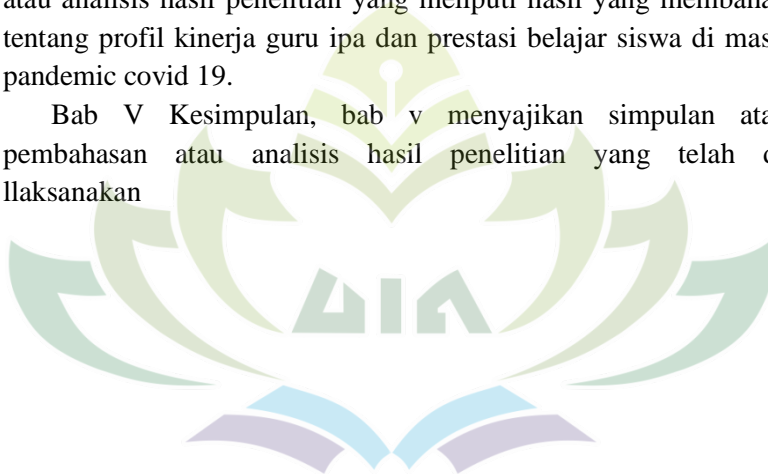 atau analisis hasil penelitian yang meliputi hasil yang membaha
tentang profil kinerja guru ipa dan prestasi belajar siswa di mas
pandemic covid 19.
Bab V Kesimpulan, bab v menyajikan simpulan ata
pembahasan atau analisis hasil penelitian yang telah d
llaksanakan
UIN